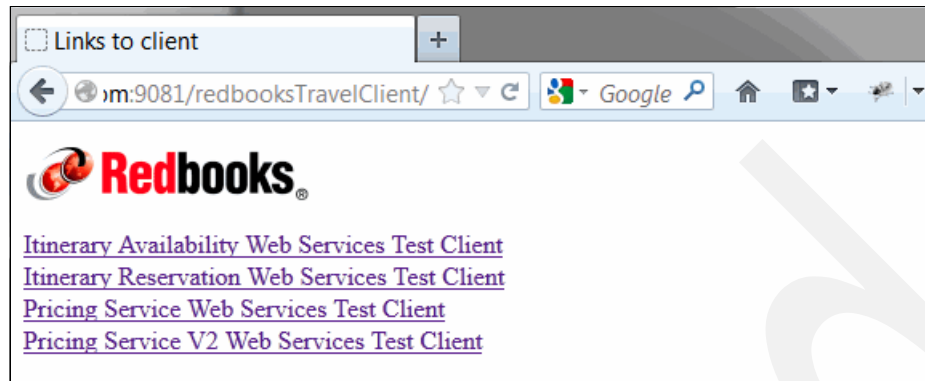 Links to client
om:9081/redbooksTravelClient/
Google
Redbooks®
Itinerary Availability Web Services Test Client
Itinerary Reservation Web Services Test Client
Pricing Service Web Services Test Client
Pricing Service V2 Web Services Test Client